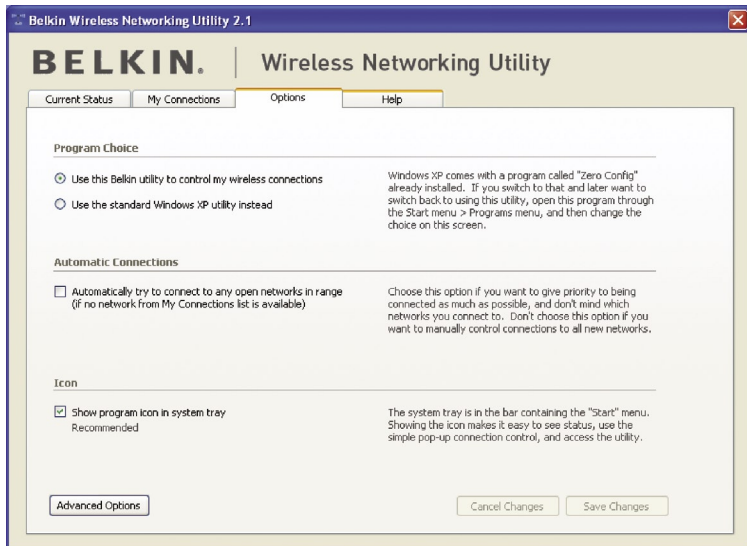 Belkin Wireless Networking Utility 2.1
BELKIN. Wireless Networking Utility
Current Status My Connections Options Help
Program Choice
Use this Belkin utility to control my wireless connections
Use the standard Windows XP utility instead
Windows XP comes with a program called "Zero Config"
already installed. If you switch to that and later want to
switch back to using this utility, open this program through
the Start menu > Programs menu, and then change the
choice on this screen.
Automatic Connections
Automatically try to connect to any open networks in range
(if no network from My Connections list is available)
Choose this option if you want to give priority to being
connected as much as possible, and don't mind which
networks you connect to. Don't choose this option if you
want to manually control connections to all new networks.
Icon
Show program icon in system tray
Recommended
The system tray is in the bar containing the "Start" menu.
Showing the icon makes it easy to see status, use the
simple pop-up connection control, and access the utility.
Advanced Options Cancel Changes Save Changes